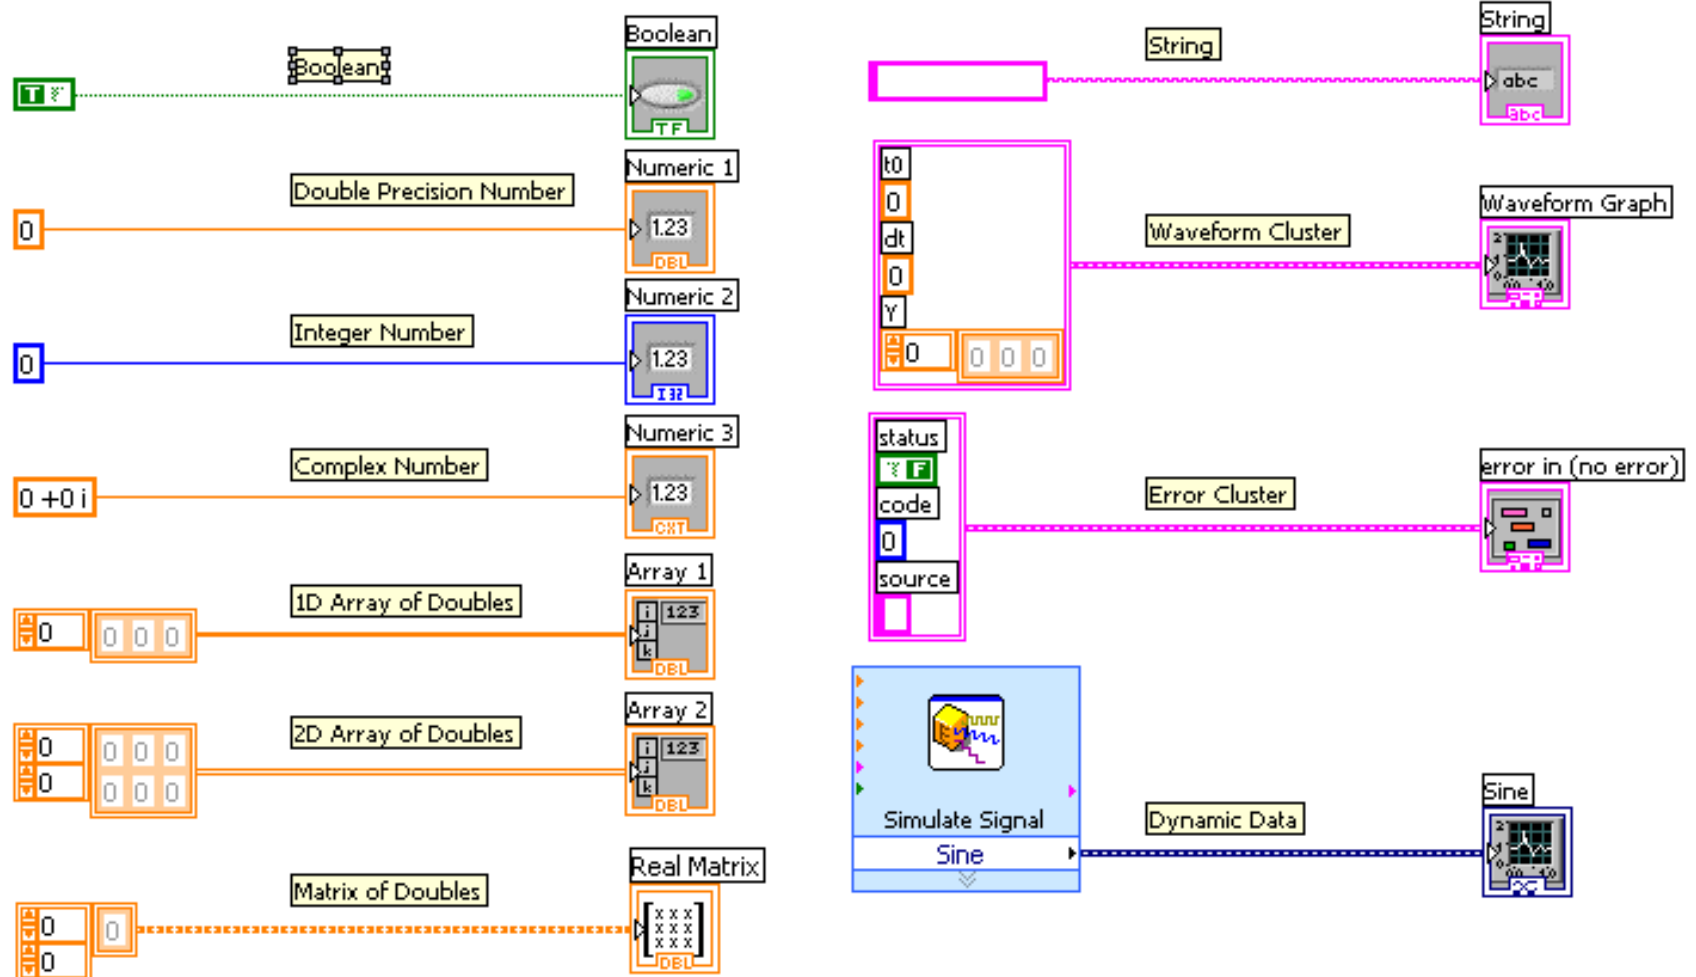 Boolean
Boolean
T F
TF
Double Precision Number
Numeric 1
0
1.23
DBL
Integer Number
Numeric 2
0
1.23
I32
Complex Number
Numeric 3
0 +0 i
1.23
CXT
1D Array of Doubles
Array 1
0
0 0 0
i
j
k
123
DBL
2D Array of Doubles
Array 2
0
0
0 0 0
0 0 0
i
j
k
123
DBL
Matrix of Doubles
Real Matrix
0
0
0
x x x
x x x
x x x
DBL
String
String
abc
abc
t0
0
dt
0
Y
0
0 0 0
Waveform Cluster
Waveform Graph
status
F
code
0
source
Error Cluster
error in (no error)
Simulate Signal
Sine
Dynamic Data
Sine